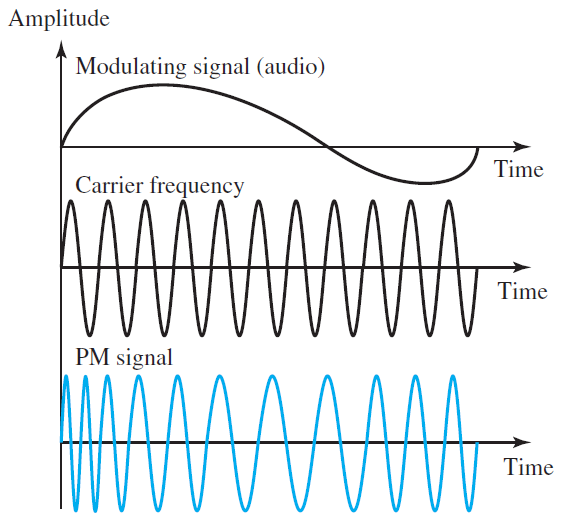 Amplitude
Modulating signal (audio)
Time
Carrier frequency
Time
PM signal
Time